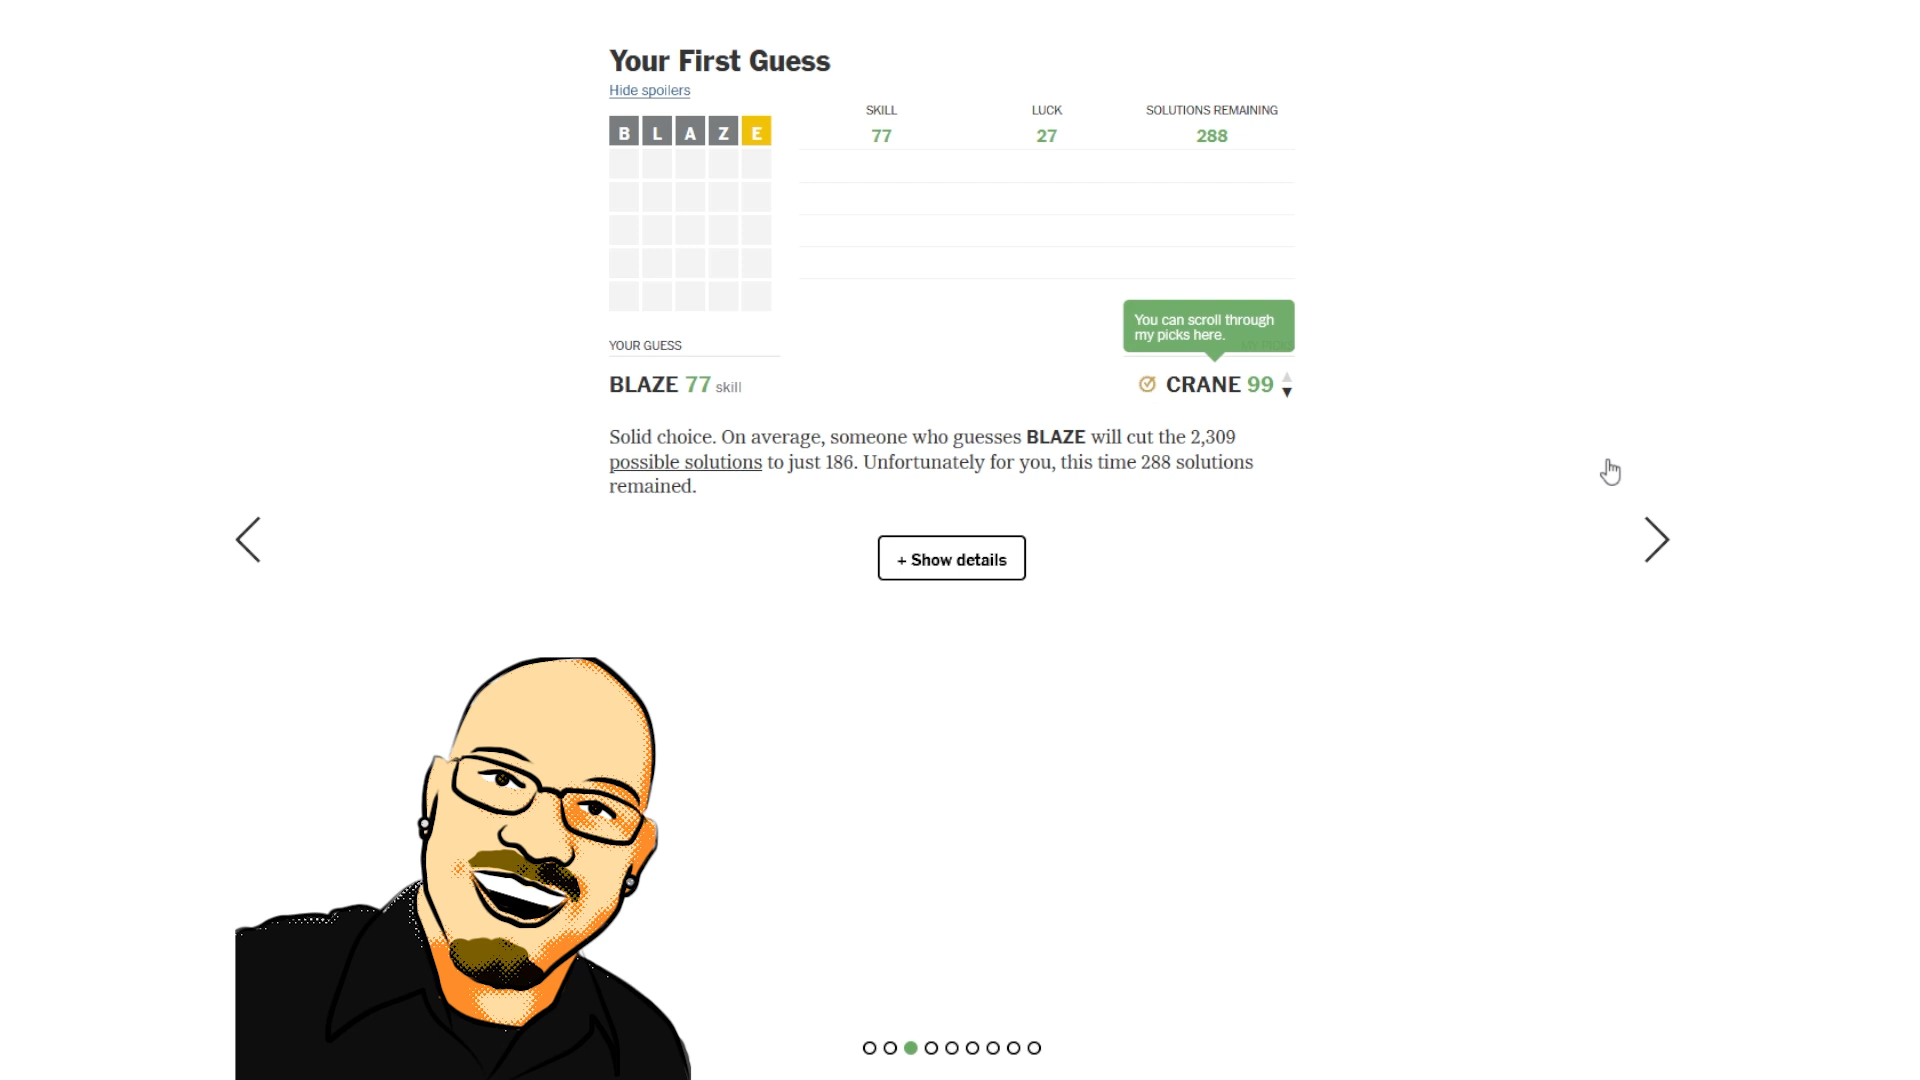 Your First Guess
Hide spoilers
SKILL LUCK SOLUTIONS REMAINING
B L A Z E 77 27 288
You can scroll through
my picks here.
YOUR GUESS
BLAZE 77 skill CRANE 99
Solid choice. On average, someone who guesses BLAZE will cut the 2,309
possible solutions to just 186. Unfortunately for you, this time 288 solutions
remained.
+ Show details